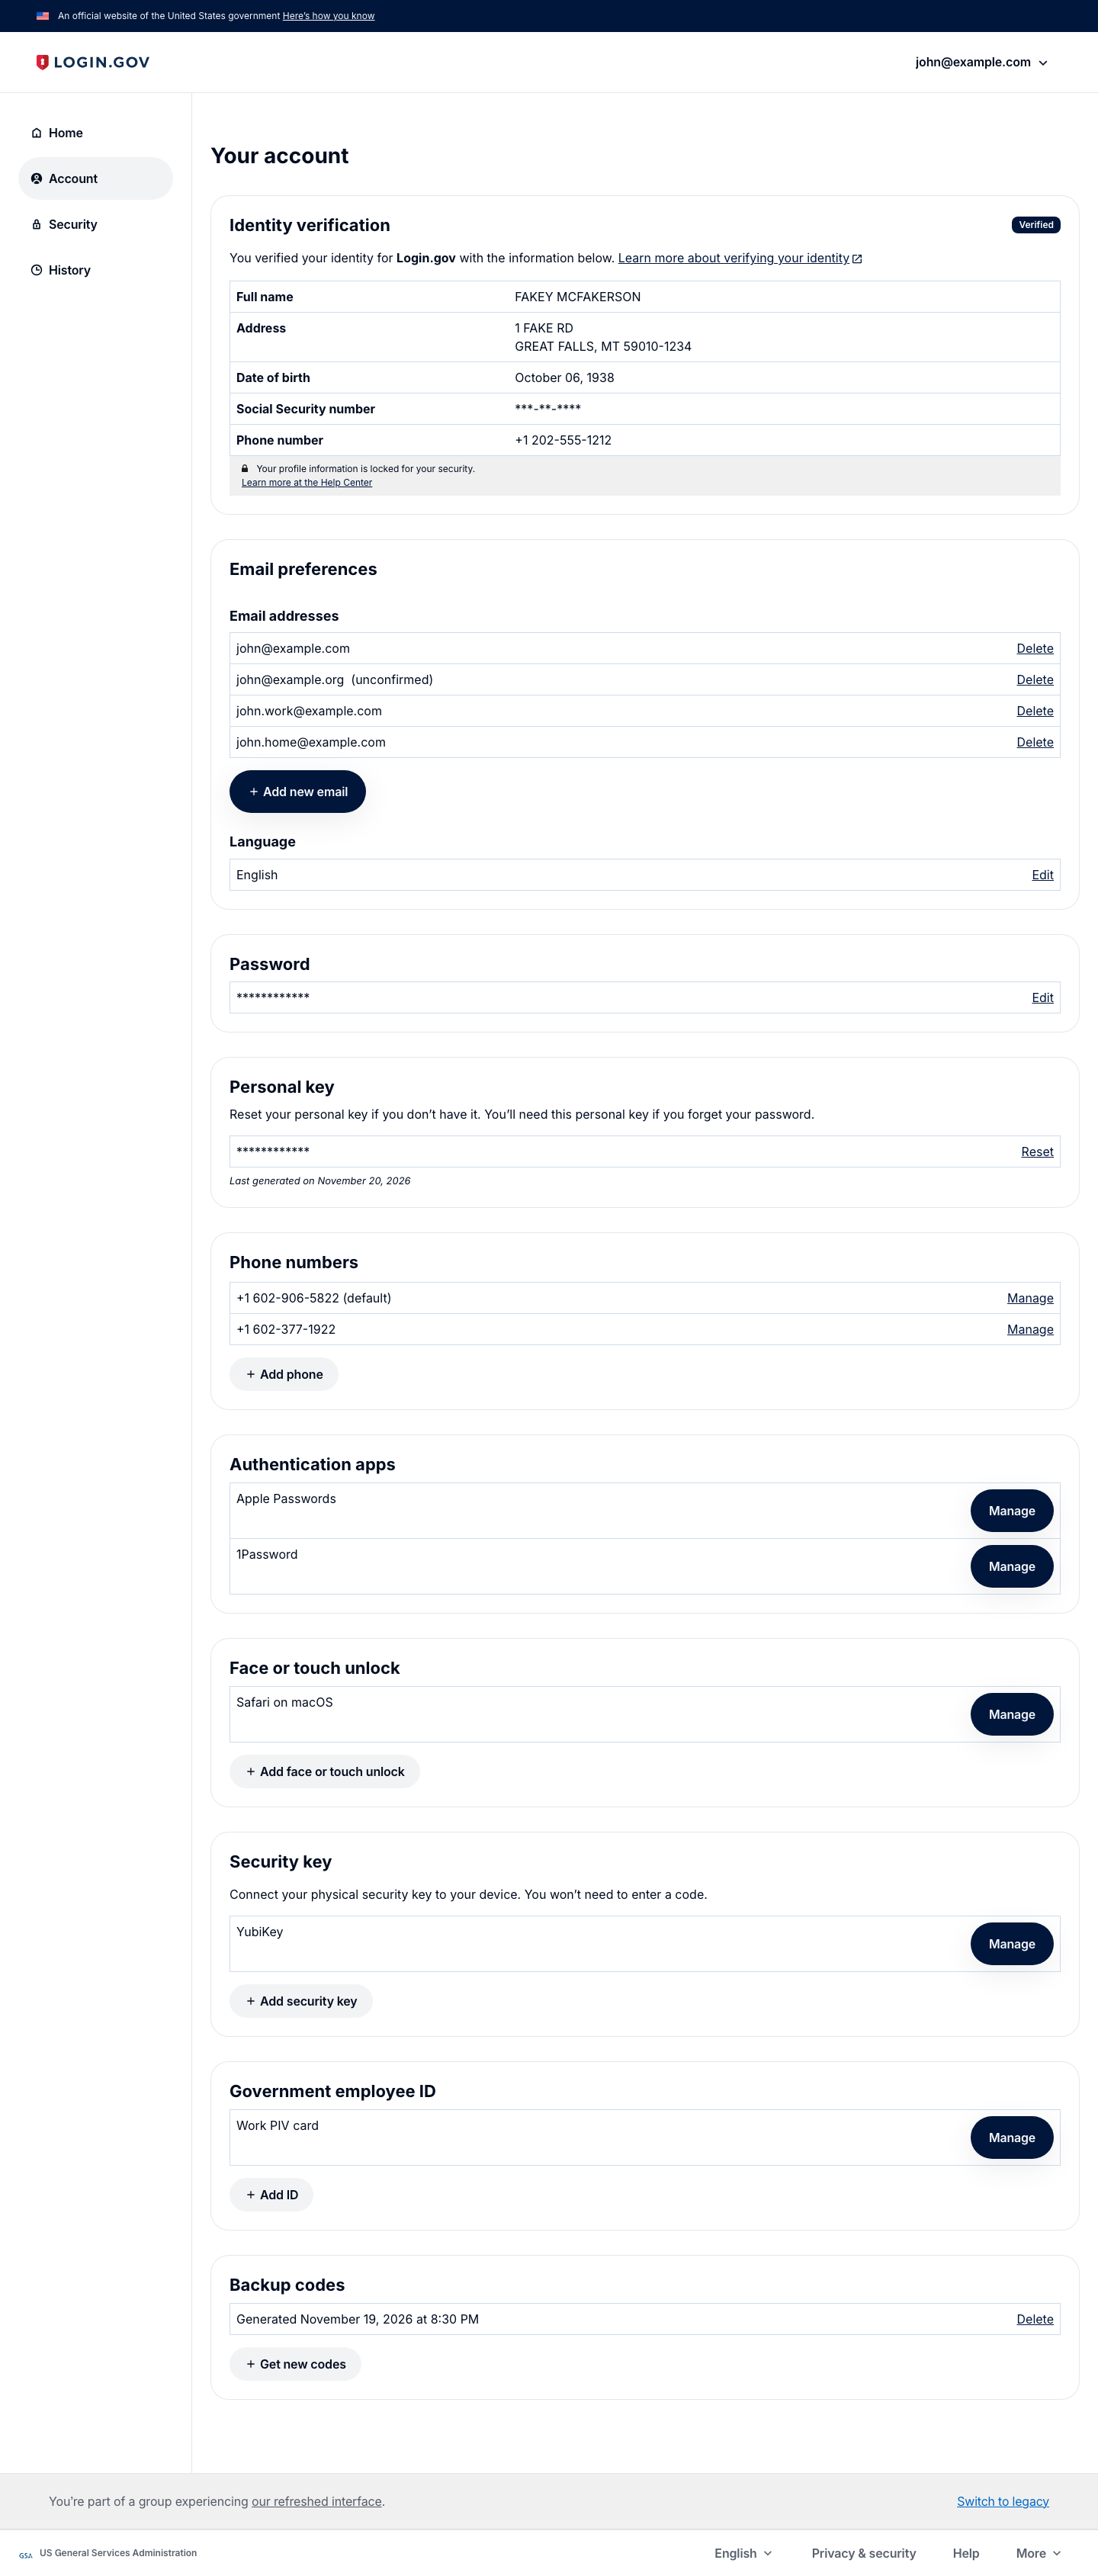 An official website of the United States government Here's how you know
LOGIN.GOV
john@example.com
Home
Account
Security
History
Your account
Identity verification
Verified
You verified your identity for Login.gov with the information below. Learn more about verifying your identity
Full name FAKEY MCFAKERSON
Address 1 FAKE RD
GREAT FALLS, MT 59010-1234
Date of birth October 06, 1938
Social Security number ***-**-****
Phone number +1 202-555-1212
Your profile information is locked for your security.
Learn more at the Help Center
Email preferences
Email addresses
john@example.com Delete
john@example.org (unconfirmed) Delete
john.work@example.com Delete
john.home@example.com Delete
+ Add new email
Language
English Edit
Password
************ Edit
Personal key
Reset your personal key if you don’t have it. You’ll need this personal key if you forget your password.
************ Reset
Last generated on November 20, 2026
Phone numbers
+1 602-906-5822 (default) Manage
+1 602-377-1922 Manage
+ Add phone
Authentication apps
Apple Passwords Manage
1Password Manage
Face or touch unlock
Safari on macOS Manage
+ Add face or touch unlock
Security key
Connect your physical security key to your device. You won’t need to enter a code.
YubiKey Manage
+ Add security key
Government employee ID
Work PIV card Manage
+ Add ID
Backup codes
Generated November 19, 2026 at 8:30 PM Delete
+ Get new codes
You're part of a group experiencing our refreshed interface. Switch to legacy
GSA US General Services Administration English Privacy & security Help More